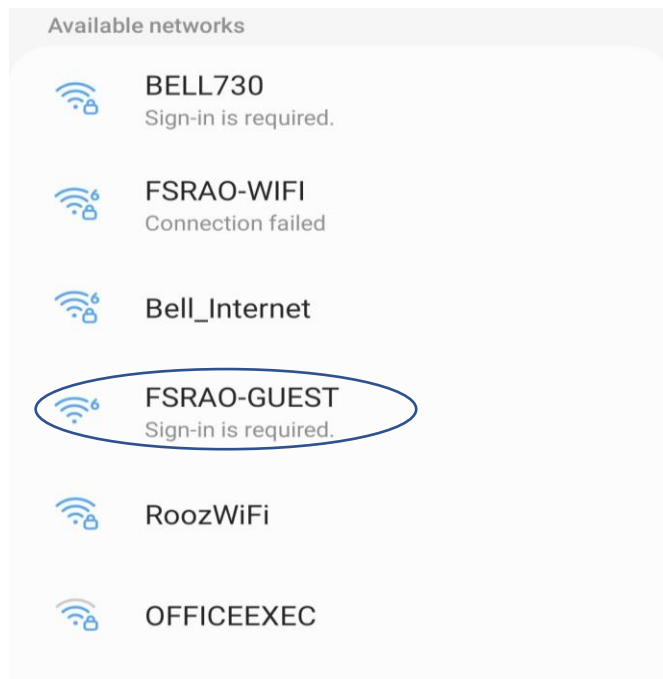 Available networks
BELL730
Sign-in is required.
FSRAO-WIFI
Connection failed
Bell_Internet
FSRAO-GUEST
Sign-in is required.
RoozWiFi
OFFICEEXEC